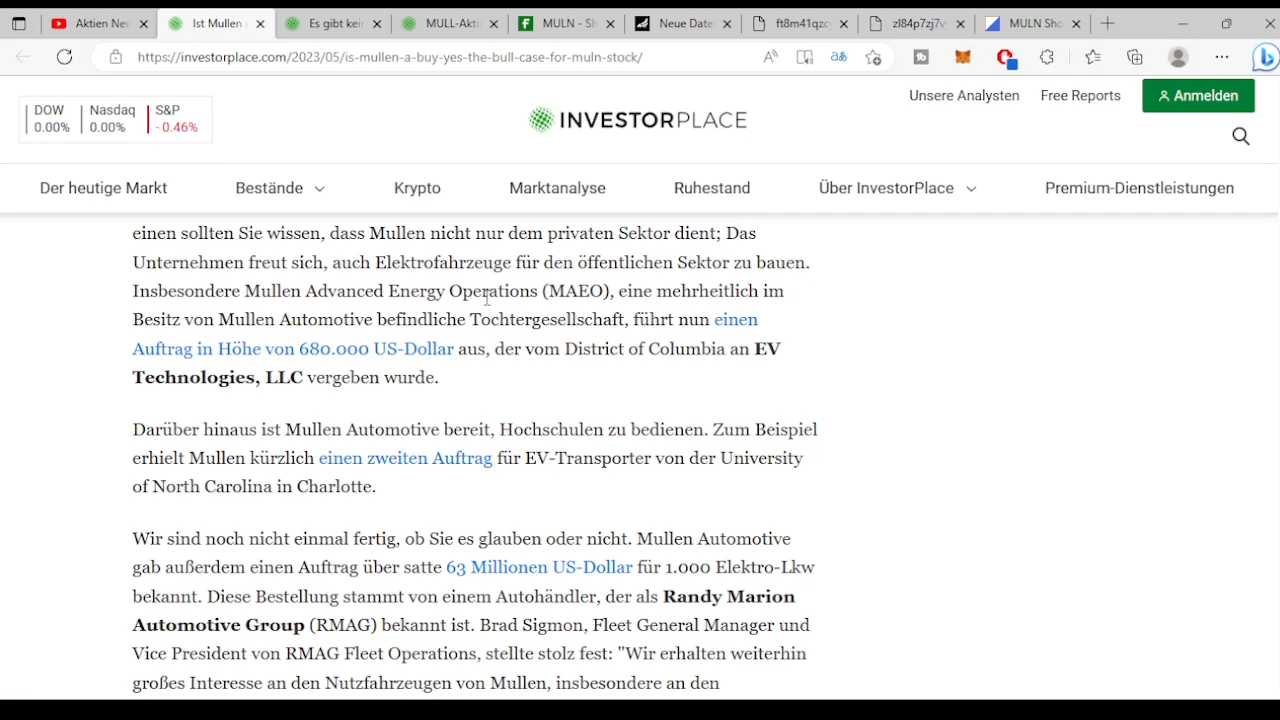 Aktien Nev
Ist Mullen
Es gibt kei
MULL-Akti
MULN - Sh
Neue Date
ft8m41qzc
zl84p7zj7v
MULN Sho
https://investorplace.com/2023/05/is-mullen-a-buy-yes-the-bull-case-for-muln-stock/
DOW
0.00%
Nasdaq
0.00%
S&P
- 0.46%
INVESTORPLACE
Unsere Analysten
Free Reports
Anmelden
Der heutige Markt
Bestände
Krypto
Marktanalyse
Ruhestand
Über InvestorPlace
Premium-Dienstleistungen
einen sollten Sie wissen, dass Mullen nicht nur dem privaten Sektor dient; Das
Unternehmen freut sich, auch Elektrofahrzeuge für den öffentlichen Sektor zu bauen.
Insbesondere Mullen Advanced Energy Operations (MAEO), eine mehrheitlich im
Besitz von Mullen Automotive befindliche Tochtergesellschaft, führt nun einen
Auftrag in Höhe von 680.000 US-Dollar aus, der vom District of Columbia an EV
Technologies, LLC vergeben wurde.
Darüber hinaus ist Mullen Automotive bereit, Hochschulen zu bedienen. Zum Beispiel
erhielt Mullen kürzlich einen zweiten Auftrag für EV-Transporter von der University
of North Carolina in Charlotte.
Wir sind noch nicht einmal fertig, ob Sie es glauben oder nicht. Mullen Automotive
gab außerdem einen Auftrag über satte 63 Millionen US-Dollar für 1.000 Elektro-Lkw
bekannt. Diese Bestellung stammt von einem Autohändler, der als Randy Marion
Automotive Group (RMAG) bekannt ist. Brad Sigmon, Fleet General Manager und
Vice President von RMAG Fleet Operations, stellte stolz fest: "Wir erhalten weiterhin
großes Interesse an den Nutzfahrzeugen von Mullen, insbesondere an den